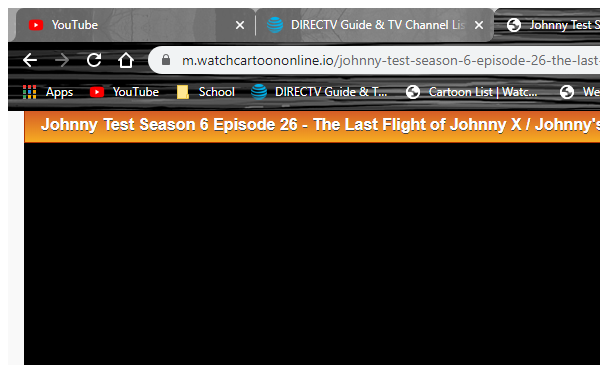 YouTube DIRECTV Guide & TV Channel Lis Johnny Test S
m.watchcartoononline.io/johnny-test-season-6-episode-26-the-last-
Apps YouTube School DIRECTV Guide & T... Cartoon List | Watc... We
Johnny Test Season 6 Episode 26 - The Last Flight of Johnny X / Johnny's